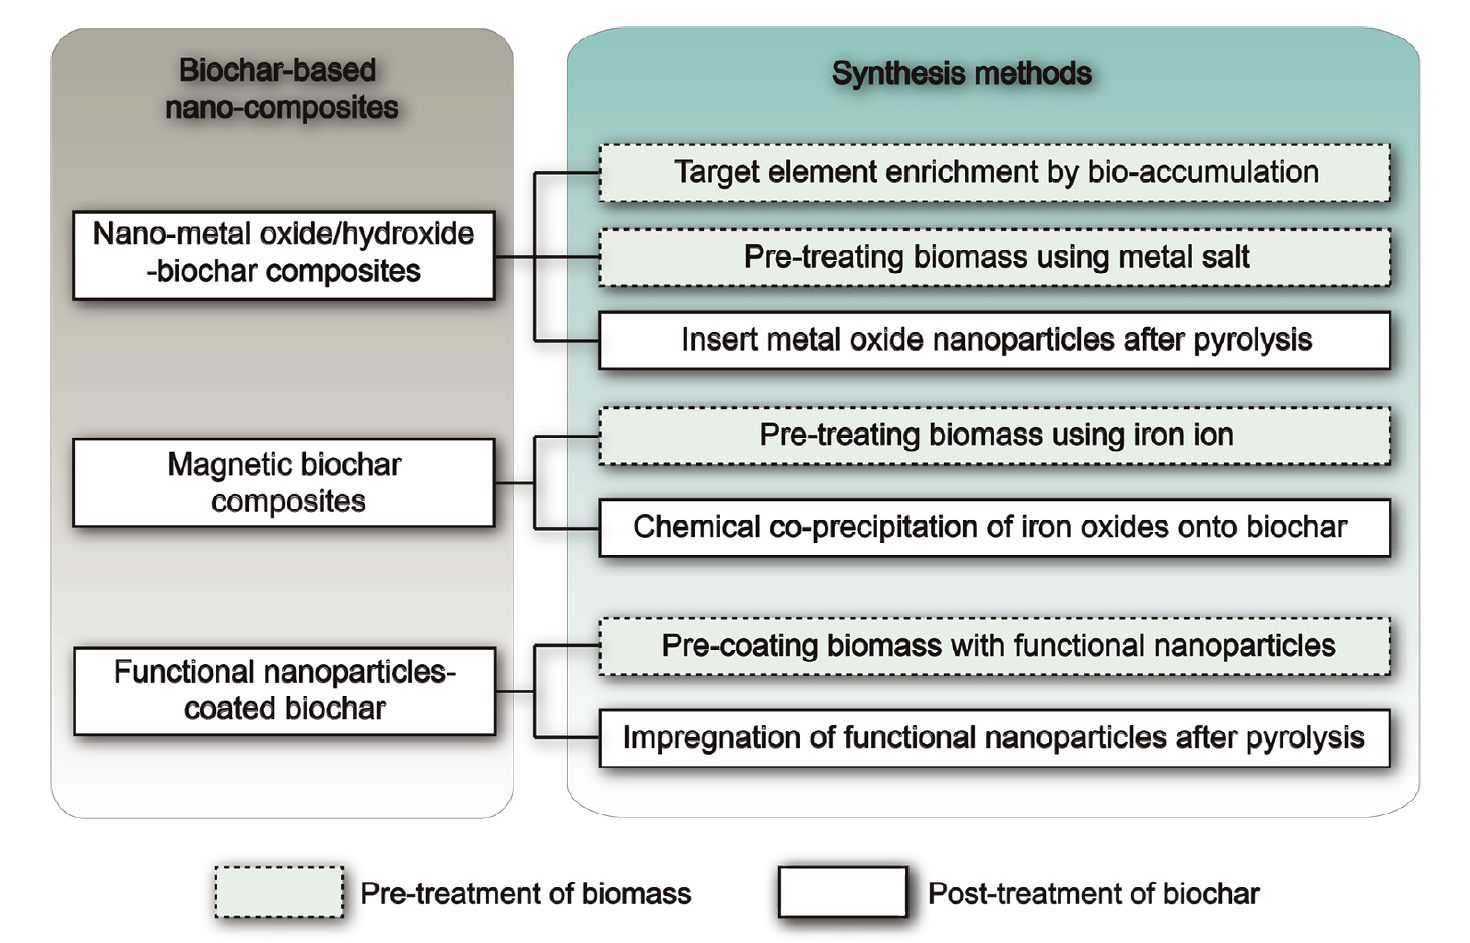 Biochar-based
nano-composites
Synthesis methods
Nano-metal oxide/hydroxide
-biochar composites
Target element enrichment by bio-accumulation
Pre-treating biomass using metal salt
Insert metal oxide nanoparticles after pyrolysis
Magnetic biochar
composites
Pre-treating biomass using iron ion
Chemical co-precipitation of iron oxides onto biochar
Functional nanoparticles-
coated biochar
Pre-coating biomass with functional nanoparticles
Impregnation of functional nanoparticles after pyrolysis
Pre-treatment of biomass
Post-treatment of biochar